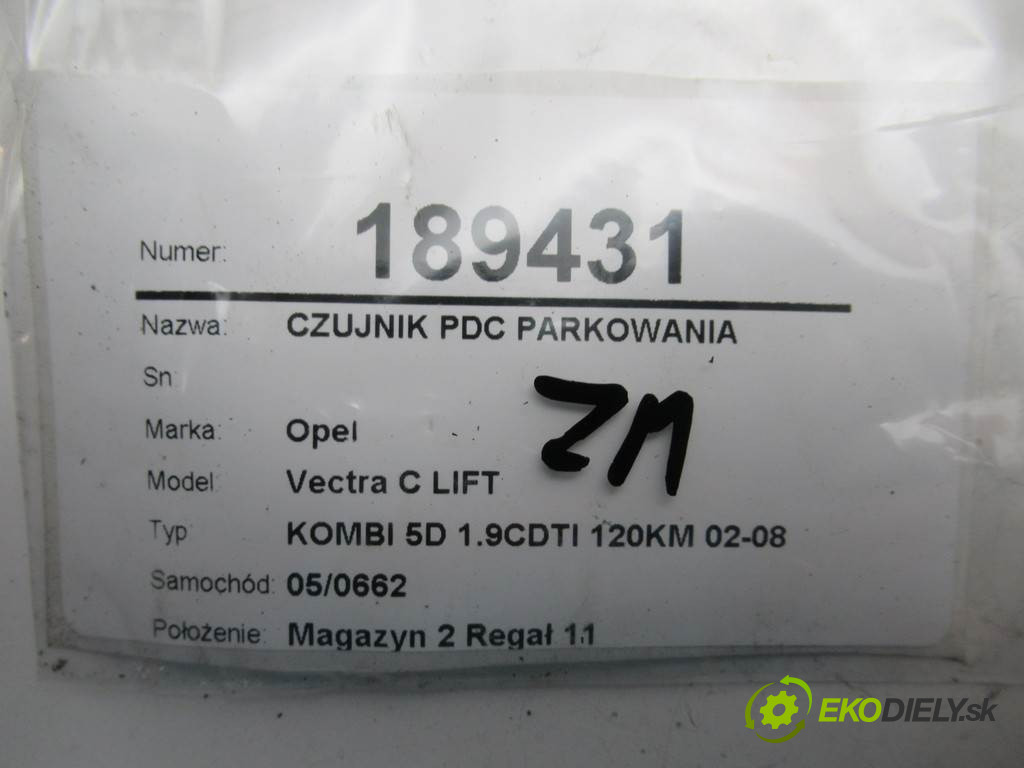 Numer: 189431
Nazwa: CZUJNIK PDC PARKOWANIA
Sn:
Marka: Opel
ZM
Model: Vectra C LIFT
Typ KOMBI 5D 1.9CDTI 120KM 02-08
Samochód: 05/0662
Położenie: Magazyn 2 Regał 11
EKODIELY.sk